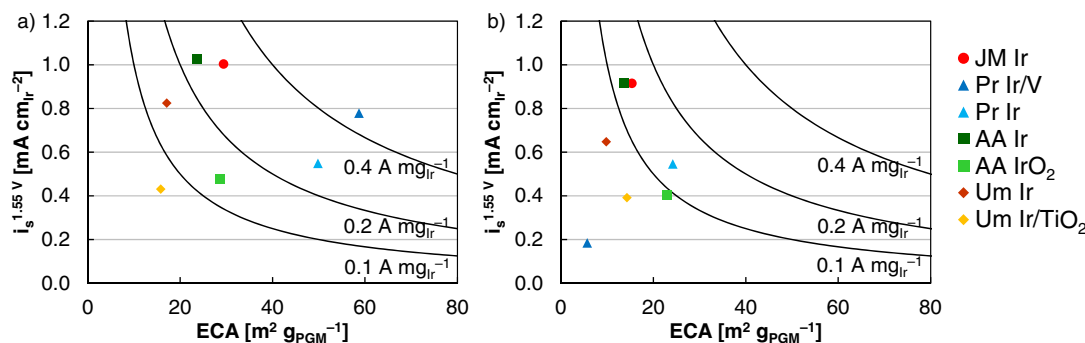 a)
1.2
1.0
0.8
0.6
0.4
0.2
0.0
i_s^1.55 V [mA cm_Ir^−2]
0.4 A mg_Ir^−1
0.2 A mg_Ir^−1
0.1 A mg_Ir^−1
0 20 40 60 80
ECA [m² g_PGM^−1]
b)
1.2
1.0
0.8
0.6
0.4
0.2
0.0
i_s^1.55 V [mA cm_Ir^−2]
0.4 A mg_Ir^−1
0.2 A mg_Ir^−1
0.1 A mg_Ir^−1
0 20 40 60 80
ECA [m² g_PGM^−1]
JM Ir
Pr Ir/V
Pr Ir
AA Ir
AA IrO₂
Um Ir
Um Ir/TiO₂